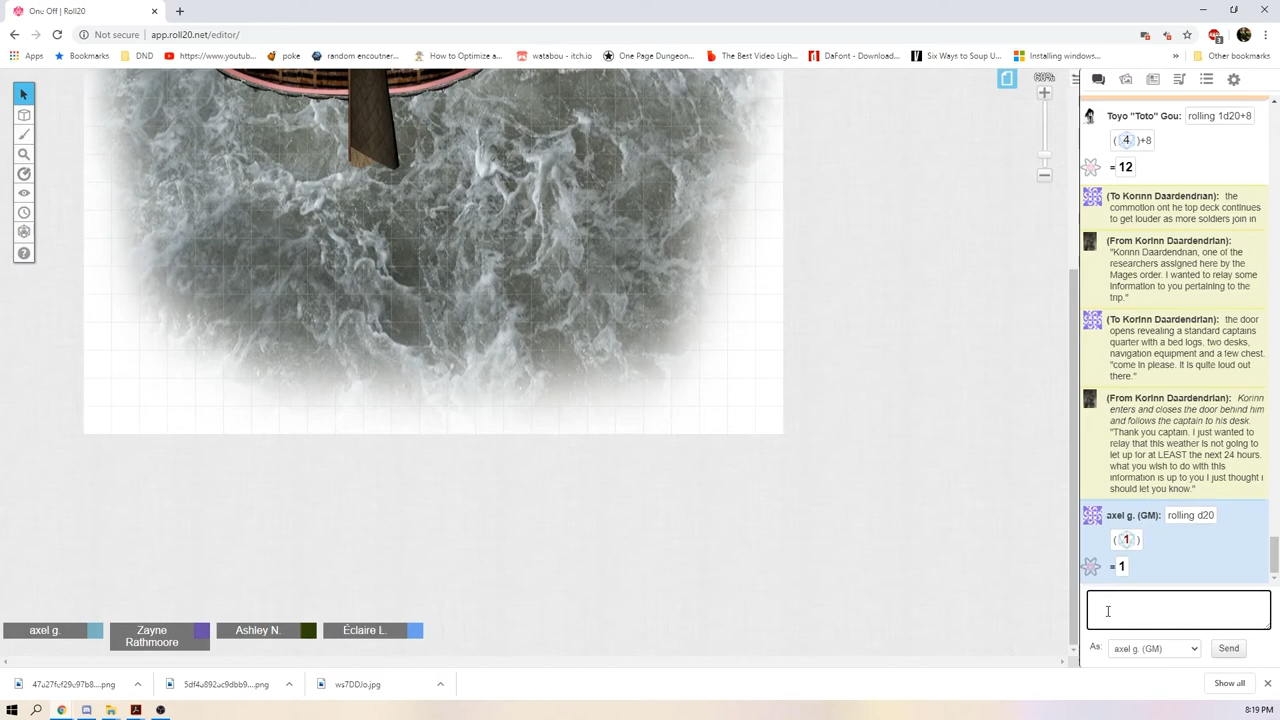 One Off | Roll20
Not secure | app.roll20.net/editor/
Apps Bookmarks DND https://www.youtub... poke random encoutner... How to Optimize a... watabou - itch.io One Page Dungeon... The Best Video Ligh... DaFont - Download... Six Ways to Soup U... Installing windows... Other bookmarks
60%
Toyo "Toto" Gou: rolling 1d20+8
( 4 )+8
= 12
(To Korinn Daardendrian): the
commotion ont he top deck continues
to get louder as more soldiers join in
(From Korinn Daardendrian):
"Korinn Daardendrian, one of the
researchers assigned here by the
Mages order. I wanted to relay some
information to you pertaining to the
trip."
(To Korinn Daardendrian): the door
opens revealing a standard captains
quarter with a bed logs, two desks,
navigation equipment and a few chest.
"come in please. It is quite loud out
there."
(From Korinn Daardendrian): Korinn
enters and closes the door behind him
and follows the captain to his desk.
"Thank you captain. I just wanted to
relay that this weather is not going to
let up for at LEAST the next 24 hours.
what you wish to do with this
information is up to you I just thought i
should let you know."
axel g. (GM): rolling d20
( 1 )
= 1
As: axel g. (GM) Send
axel g. Zayne Rathmoore Ashley N. Éclaire L.
5df4a892ac9dbb9....png ws7DDJo.jpg Show all
8:19 PM